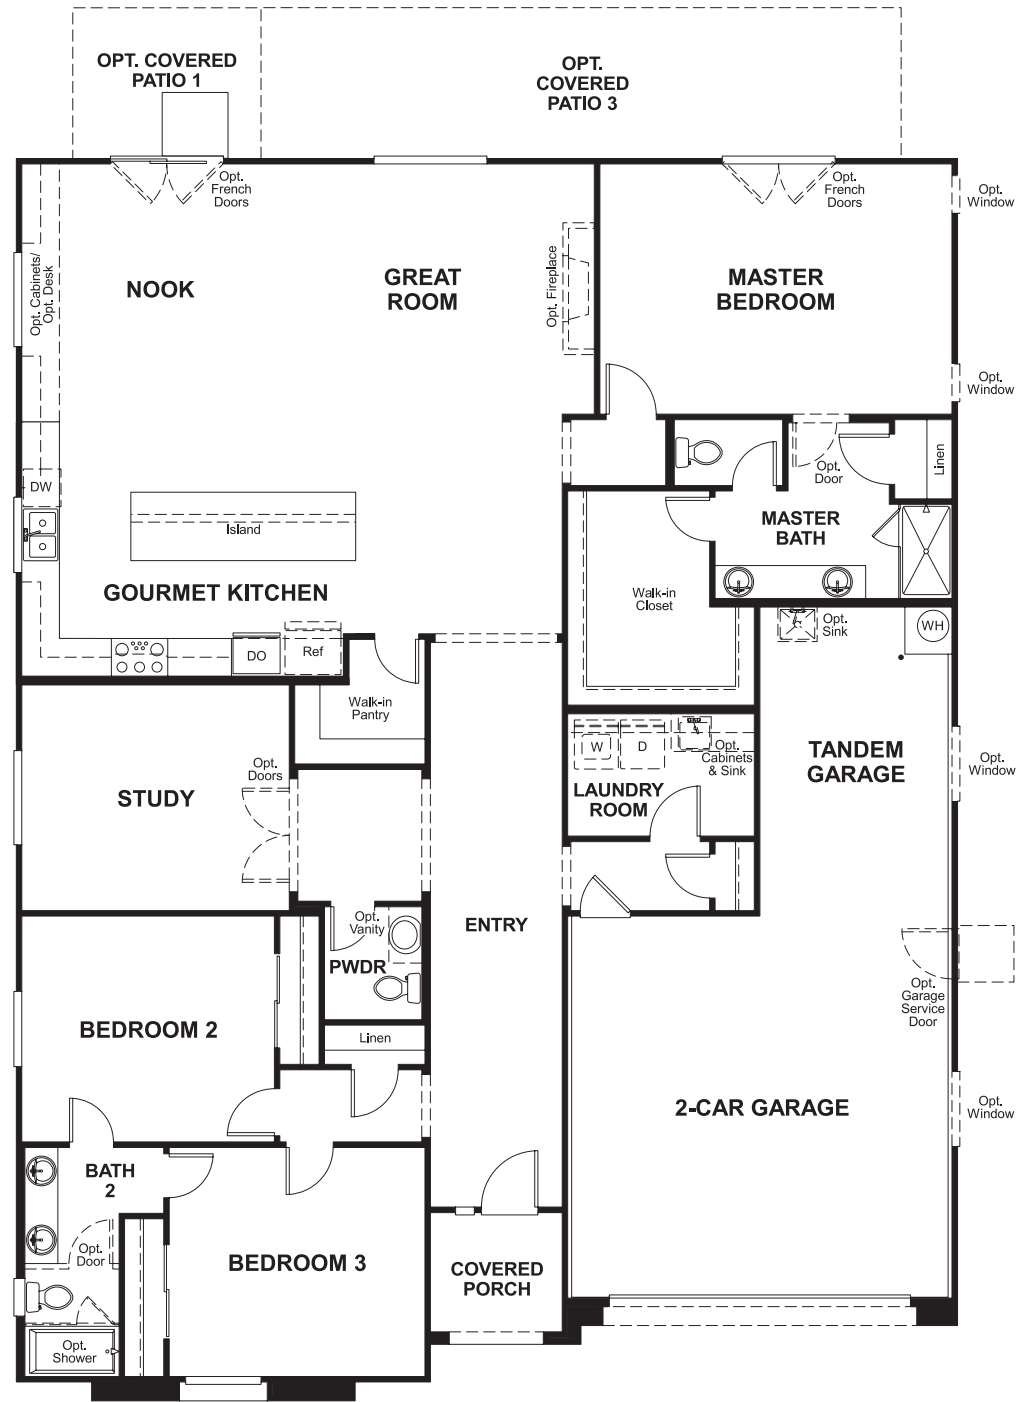 OPT. COVERED
PATIO 1
OPT.
COVERED
PATIO 3
Opt.
French
Doors
Opt.
French
Doors
Opt.
Window
Opt. Cabinets/
Opt. Desk
NOOK
GREAT
ROOM
Opt. Fireplace
MASTER
BEDROOM
Opt.
Window
DW
Island
GOURMET KITCHEN
DO
Ref
Opt.
Door
Linen
MASTER
BATH
Walk-in
Closet
Opt.
Sink
WH
Walk-in
Pantry
STUDY
Opt.
Doors
W
D
Opt.
Cabinets
& Sink
LAUNDRY
ROOM
TANDEM
GARAGE
Opt.
Window
Opt.
Vanity
PWDR
ENTRY
Opt.
Garage
Service
Door
BEDROOM 2
Linen
2-CAR GARAGE
Opt.
Window
BATH
2
Opt.
Door
BEDROOM 3
COVERED
PORCH
Opt.
Shower